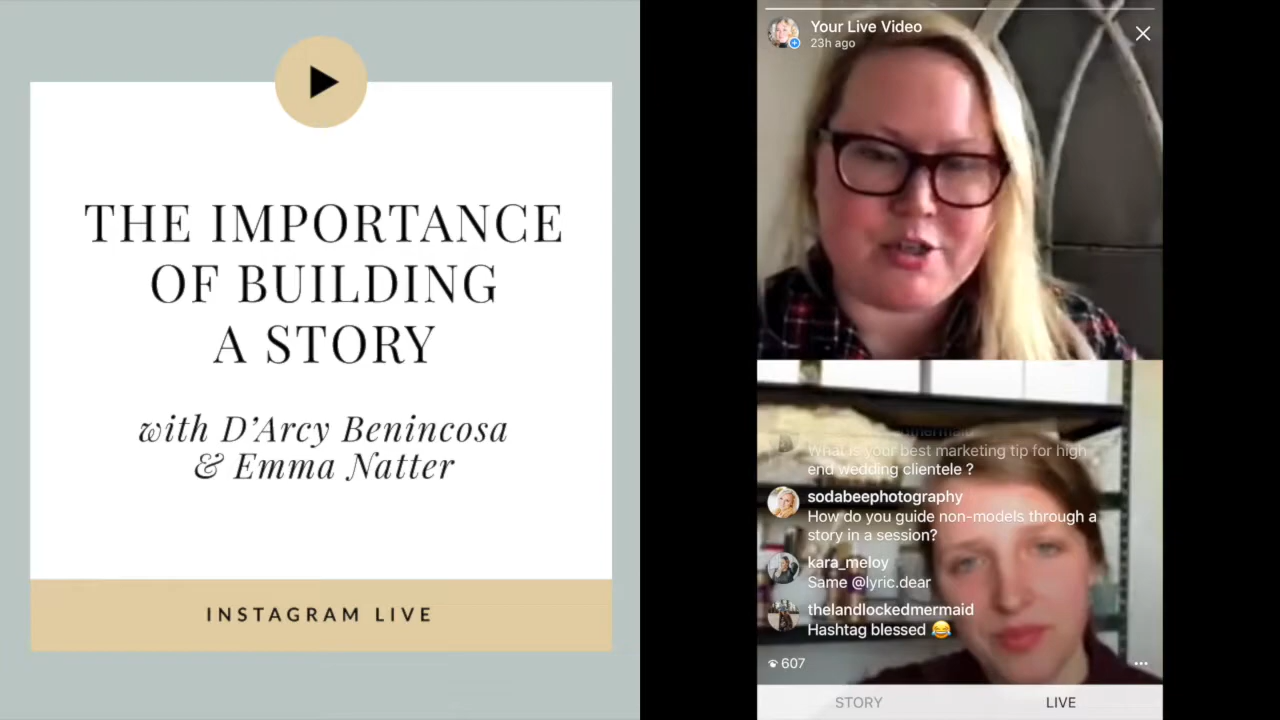 THE IMPORTANCE
OF BUILDING
A STORY
with D’Arcy Benincosa
& Emma Natter
INSTAGRAM LIVE
Your Live Video
23h ago
What is your best marketing tip for high
end wedding clientele ?
sodabeephotography
How do you guide non-models through a
story in a session?
kara_meloy
Same @lyric.dear
thelandlockedmermaid
Hashtag blessed 😂
607
STORY
LIVE